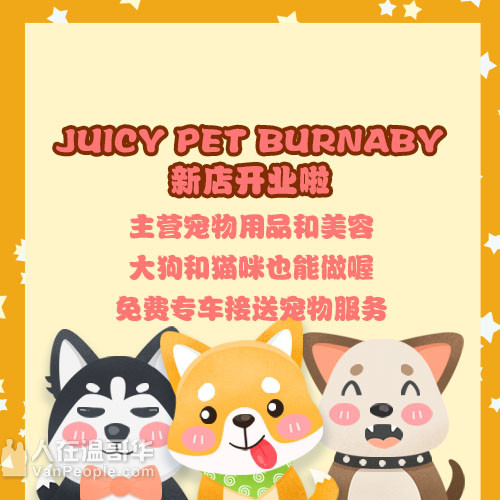 JUICY PET BURNABY
新店开业啦
主营宠物用品和美容
大狗和猫咪也能做喔
免费专车接送宠物服务
人在温哥华
VanPeople.com